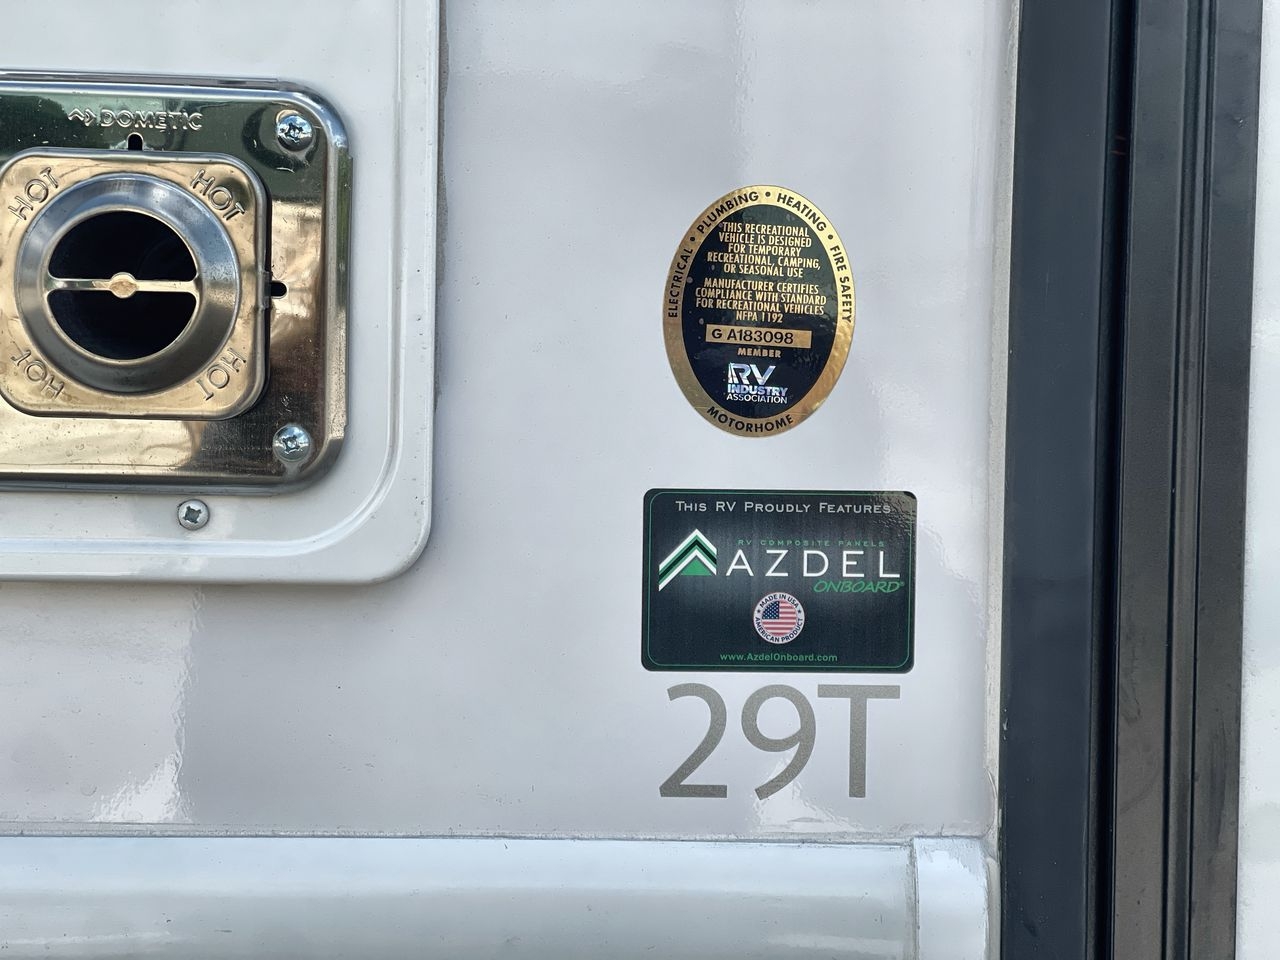 DOMETIC
HOT
HOT
HOT
HOT
ELECTRICAL • PLUMBING • HEATING • FIRE SAFETY
THIS RECREATIONAL
VEHICLE IS DESIGNED
FOR TEMPORARY
RECREATIONAL, CAMPING,
OR SEASONAL USE
MANUFACTURER CERTIFIES
COMPLIANCE WITH STANDARD
FOR RECREATIONAL VEHICLES
NFPA 1192
G A183098
MEMBER
RV
INDUSTRY
ASSOCIATION
MOTORHOME
THIS RV PROUDLY FEATURES
RV COMPOSITE PANELS
AZDEL
ONBOARD®
MADE IN USA
AMERICAN PRODUCT
www.AzdelOnboard.com
29T